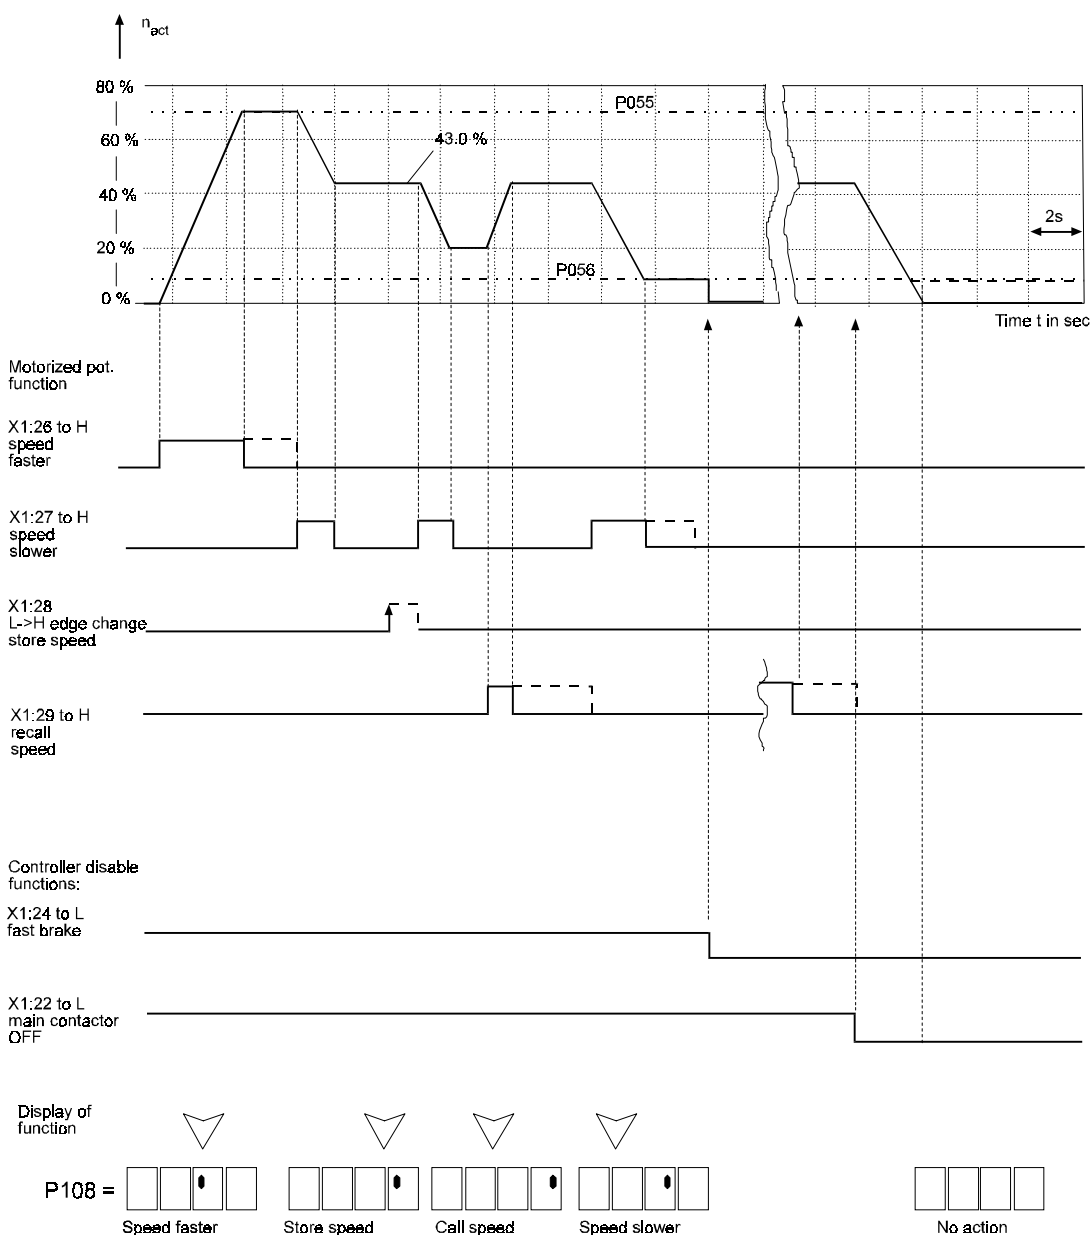 n act
80 %
P055
60 %
43.0 %
40 %
2s
20 %
P056
0 %
Time t in sec
Motorized pot.
function
X1:26 to H
speed
faster
X1:27 to H
speed
slower
X1:28
L->H edge change
store speed
X1:29 to H
recall
speed
Controller disable
functions:
X1:24 to L
fast brake
X1:22 to L
main contactor
OFF
Display of
function
P108 =
Speed faster
Store speed
Call speed
Speed slower
No action